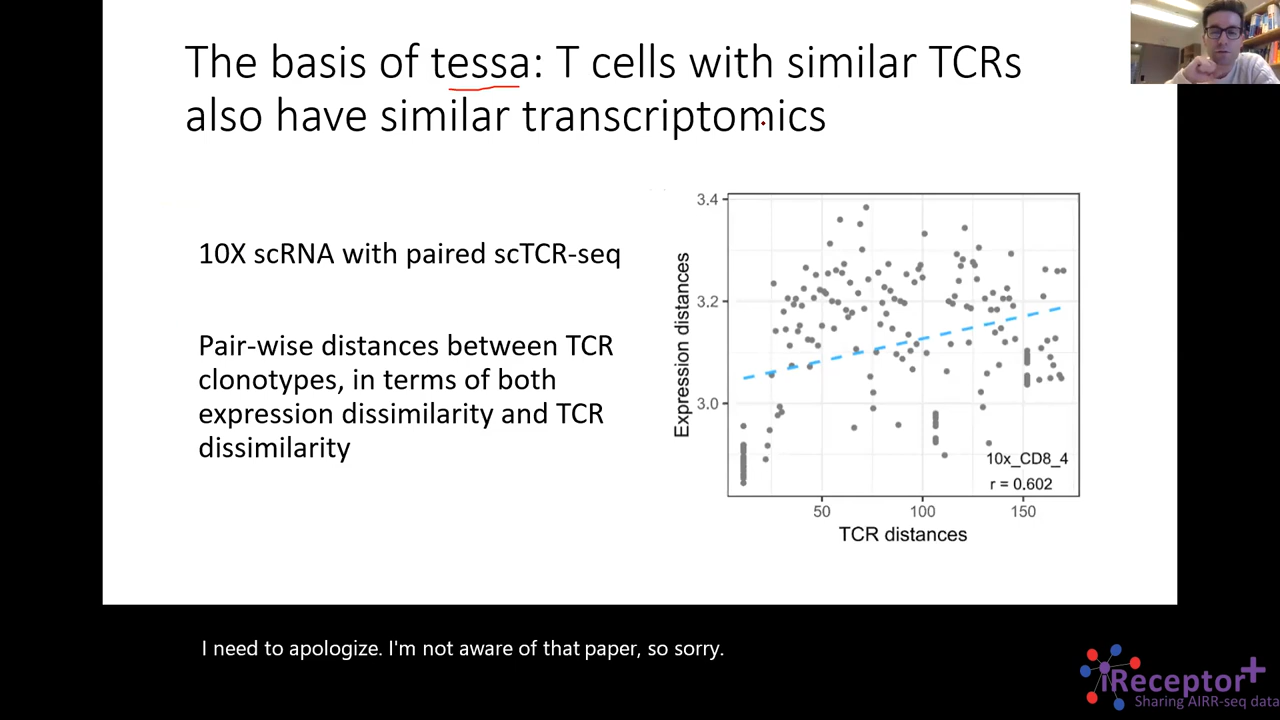 The basis of tessa: T cells with similar TCRs
also have similar transcriptomics
10X scRNA with paired scTCR-seq
Pair-wise distances between TCR
clonotypes, in terms of both
expression dissimilarity and TCR
dissimilarity
Expression distances
3.4
3.2
3.0
10x_CD8_4
r = 0.602
50 100 150
TCR distances
I need to apologize. I'm not aware of that paper, so sorry.
iReceptor+
Sharing AIRR-seq data